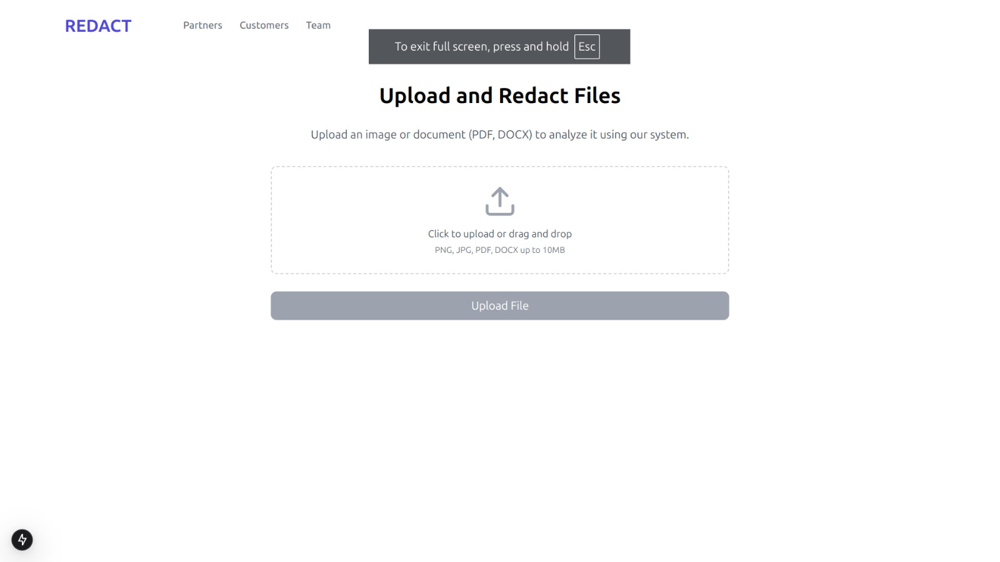 REDACT
Partners
Customers
Team
To exit full screen, press and hold Esc
Upload and Redact Files
Upload an image or document (PDF, DOCX) to analyze it using our system.
Click to upload or drag and drop
PNG, JPG, PDF, DOCX up to 10MB
Upload File